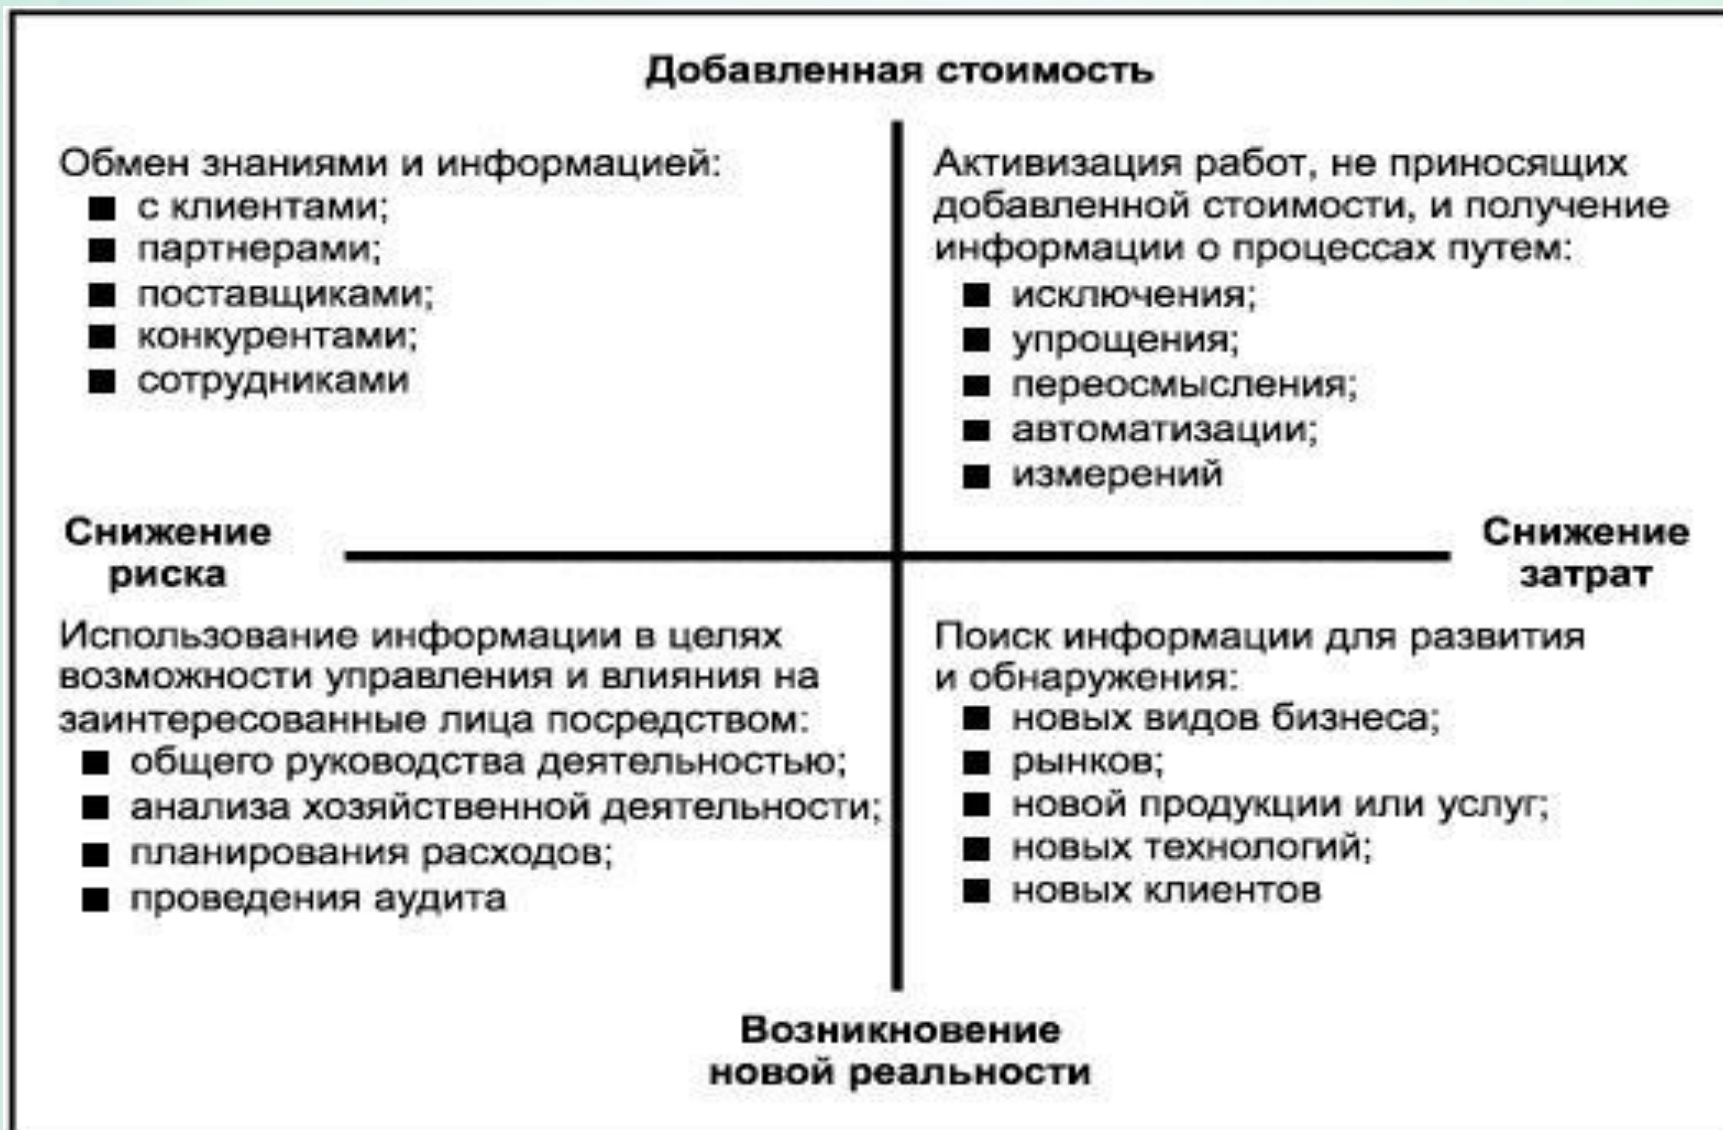 Добавленная стоимость
Обмен знаниями и информацией:
■ с клиентами;
■ партнерами;
■ поставщиками;
■ конкурентами;
■ сотрудниками
Активизация работ, не приносящих
добавленной стоимости, и получение
информации о процессах путем:
■ исключения;
■ упрощения;
■ переосмысления;
■ автоматизации;
■ измерений
Снижение
риска
Снижение
затрат
Использование информации в целях
возможности управления и влияния на
заинтересованные лица посредством:
■ общего руководства деятельностью;
■ анализа хозяйственной деятельности;
■ планирования расходов;
■ проведения аудита
Поиск информации для развития
и обнаружения:
■ новых видов бизнеса;
■ рынков;
■ новой продукции или услуг;
■ новых технологий;
■ новых клиентов
Возникновение
новой реальности